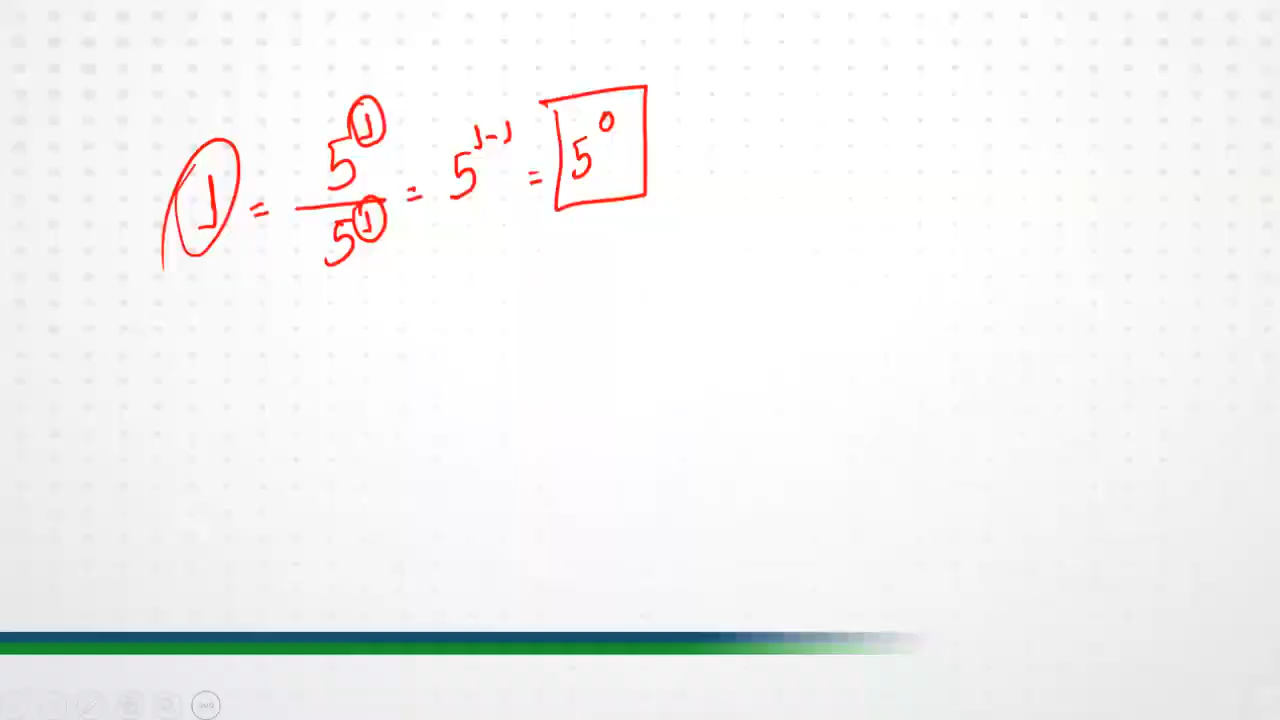 1 = 5^1/5^1 = 5^{1-1} = 5^0